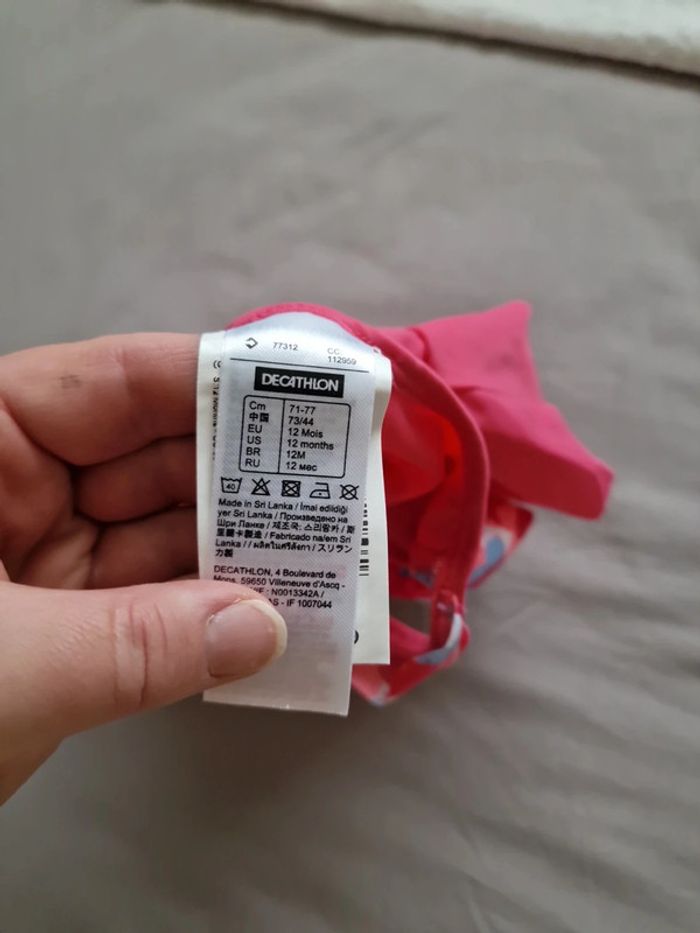 77312
CC:
112959
DECATHLON
Cm 71-77
中国 73/44
EU 12 Mois
US 12 months
BR 12M
RU 12 мес
40
Made in Sri Lanka / İmal edildiği
yer Sri Lanka / Произведено на
Шри Ланке / 제조국: 스리랑카 / 斯
里蘭卡製造 / Fabricado na/em Sri
Lanka // ผลิตในศรีลังกา / スリラン
カ製
DECATHLON, 4 Boulevard de
Mons, 59650 Villeneuve d'Ascq -
: N0013342A /
AS - IF 1007044